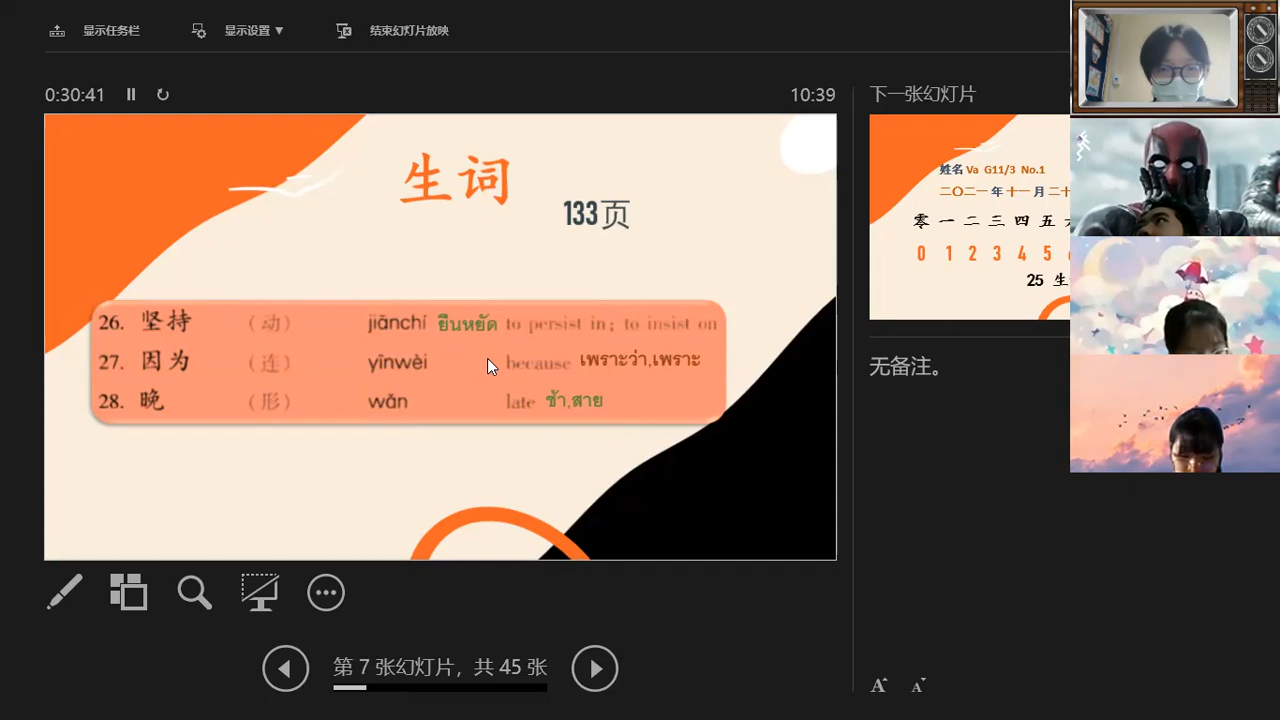 显示任务栏 显示设置 ▼ 结束幻灯片放映
0:30:41 10:39
生词
133页
26. 坚持 （动） jiānchí ยืนหยัด to persist in; to insist on
27. 因为 （连） yīnwèi because เพราะว่า,เพราะ
28. 晚 （形） wǎn late ช้า,สาย
第 7 张幻灯片，共 45 张
下一张幻灯片
姓名 Va G11/3 No.1
二〇二一 年 十一 月 二十
零 一 二 三 四 五
0 1 2 3 4 5
25 生
无备注。
A A